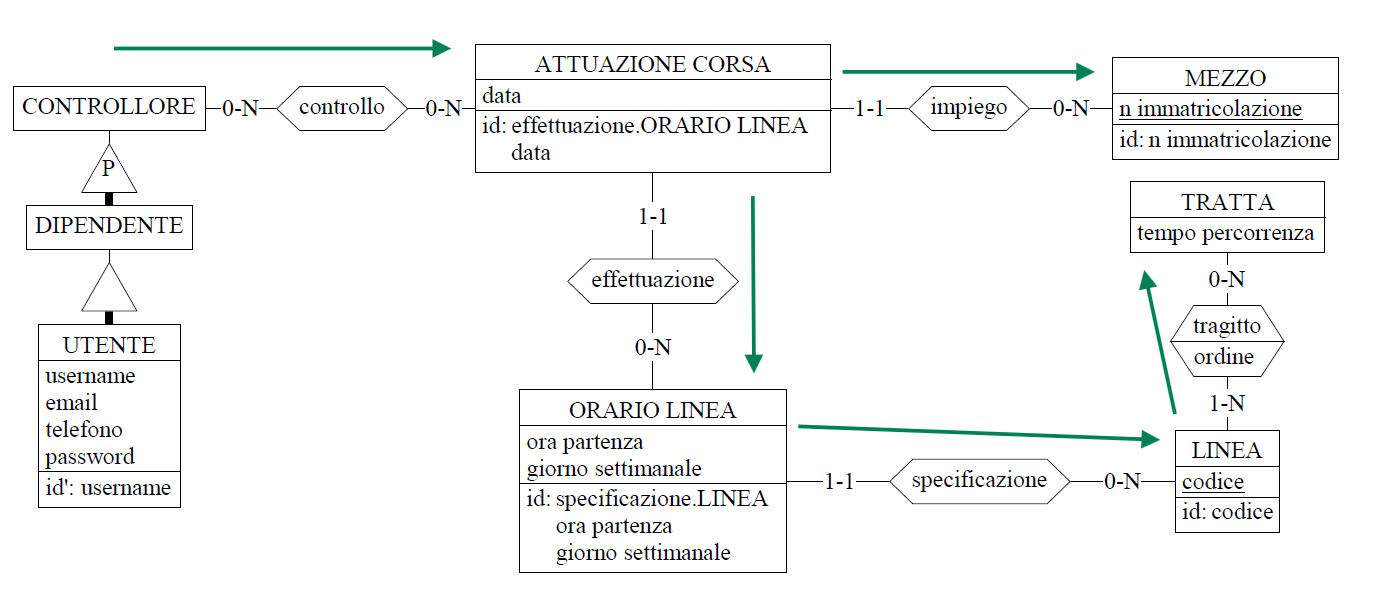 CONTROLLORE
0-N
controllo
0-N
ATTUAZIONE CORSA
data
id: effettuazione.ORARIO LINEA
data
1-1
impiego
0-N
MEZZO
n immatricolazione
id: n immatricolazione
P
DIPENDENTE
UTENTE
username
email
telefono
password
id': username
1-1
effettuazione
0-N
ORARIO LINEA
ora partenza
giorno settimanale
id: specificazione.LINEA
ora partenza
giorno settimanale
1-1
specificazione
0-N
TRATTA
tempo percorrenza
0-N
tragitto
ordine
1-N
LINEA
codice
id: codice